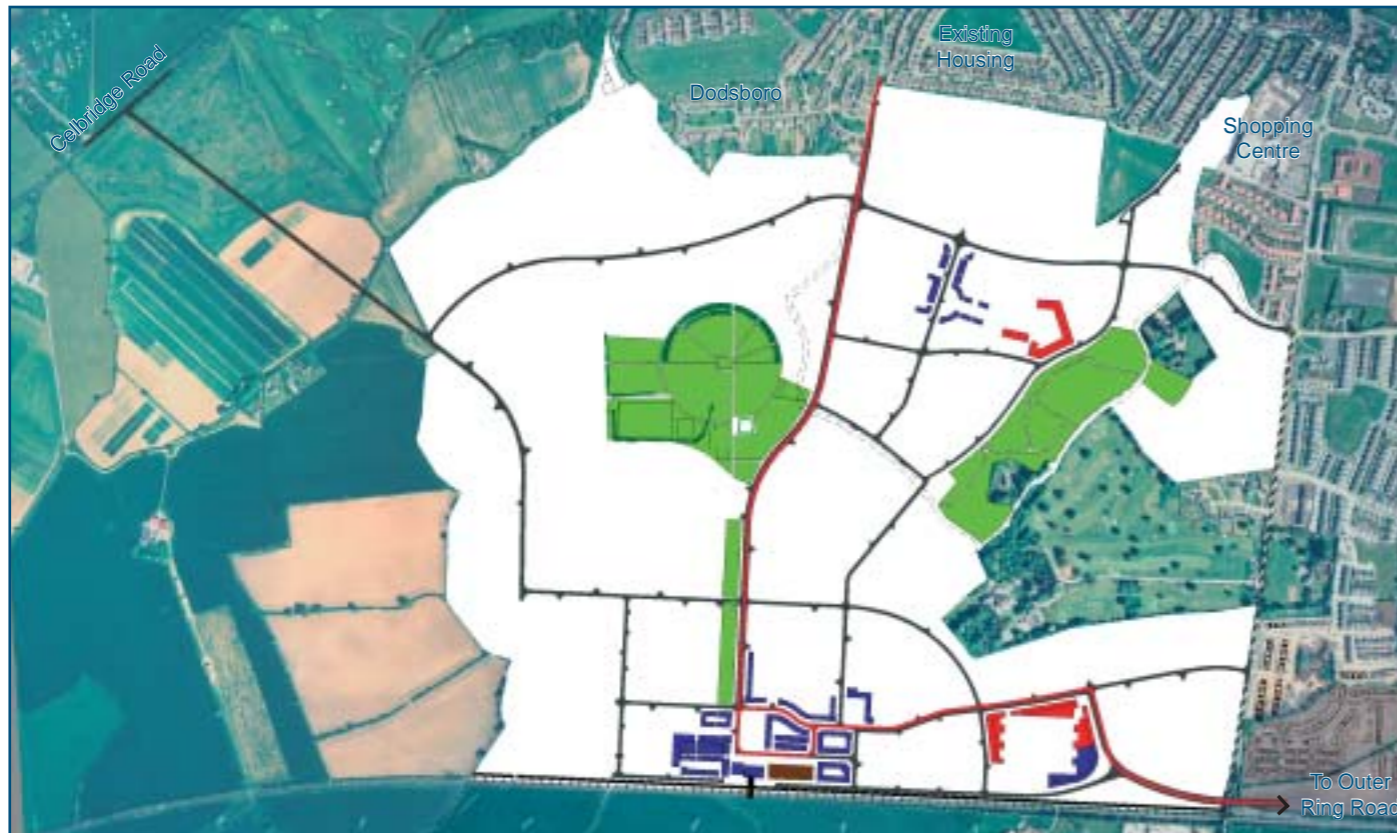 Existing
Housing
Celbridge Road
Dodsboro
Shopping
Centre
To Outer
Ring Road